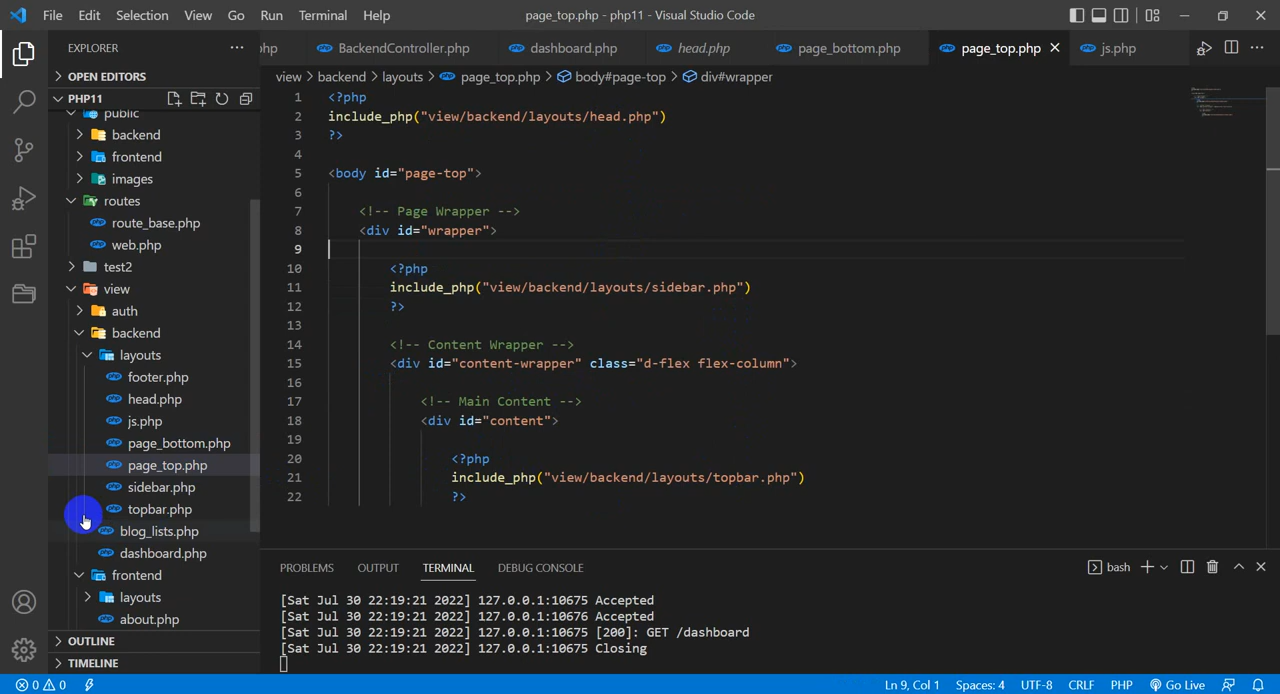 File Edit Selection View Go Run Terminal Help page_top.php - php11 - Visual Studio Code
EXPLORER
OPEN EDITORS
PHP11
public
backend
frontend
images
routes
route_base.php
web.php
test2
view
auth
backend
layouts
footer.php
head.php
js.php
page_bottom.php
page_top.php
sidebar.php
topbar.php
blog_lists.php
dashboard.php
frontend
layouts
about.php
OUTLINE
TIMELINE
hp BackendController.php dashboard.php head.php page_bottom.php page_top.php js.php
view > backend > layouts > page_top.php > body#page-top > div#wrapper
1 <?php
2 include_php("view/backend/layouts/head.php")
3 ?>
4
5 <body id="page-top">
6
7 <!-- Page Wrapper -->
8 <div id="wrapper">
9
10 <?php
11 include_php("view/backend/layouts/sidebar.php")
12 ?>
13
14 <!-- Content Wrapper -->
15 <div id="content-wrapper" class="d-flex flex-column">
16
17 <!-- Main Content -->
18 <div id="content">
19
20 <?php
21 include_php("view/backend/layouts/topbar.php")
22 ?>
PROBLEMS OUTPUT TERMINAL DEBUG CONSOLE bash
[Sat Jul 30 22:19:21 2022] 127.0.0.1:10675 Accepted
[Sat Jul 30 22:19:21 2022] 127.0.0.1:10676 Accepted
[Sat Jul 30 22:19:21 2022] 127.0.0.1:10675 [200]: GET /dashboard
[Sat Jul 30 22:19:21 2022] 127.0.0.1:10675 Closing
0 0 Ln 9, Col 1 Spaces: 4 UTF-8 CRLF PHP Go Live